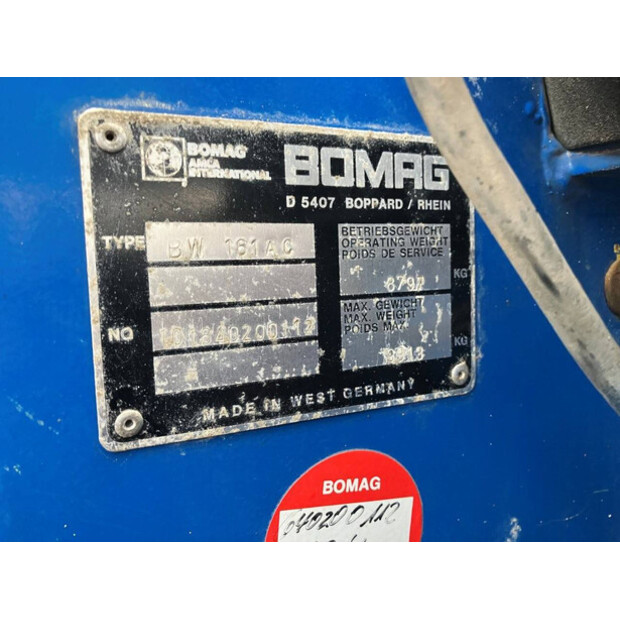 BOMAG
AMCA
INTERNATIONAL
BOMAG
D 5407 BOPPARD / RHEIN
TYPE BW 161AC
BETRIEBSGEWICHT
OPERATING WEIGHT
POIDS DE SERVICE
KG
NO
MAX. GEWICHT
MAX. WEIGHT
POIDS MAX.
KG
MADE IN WEST GERMANY
BOMAG